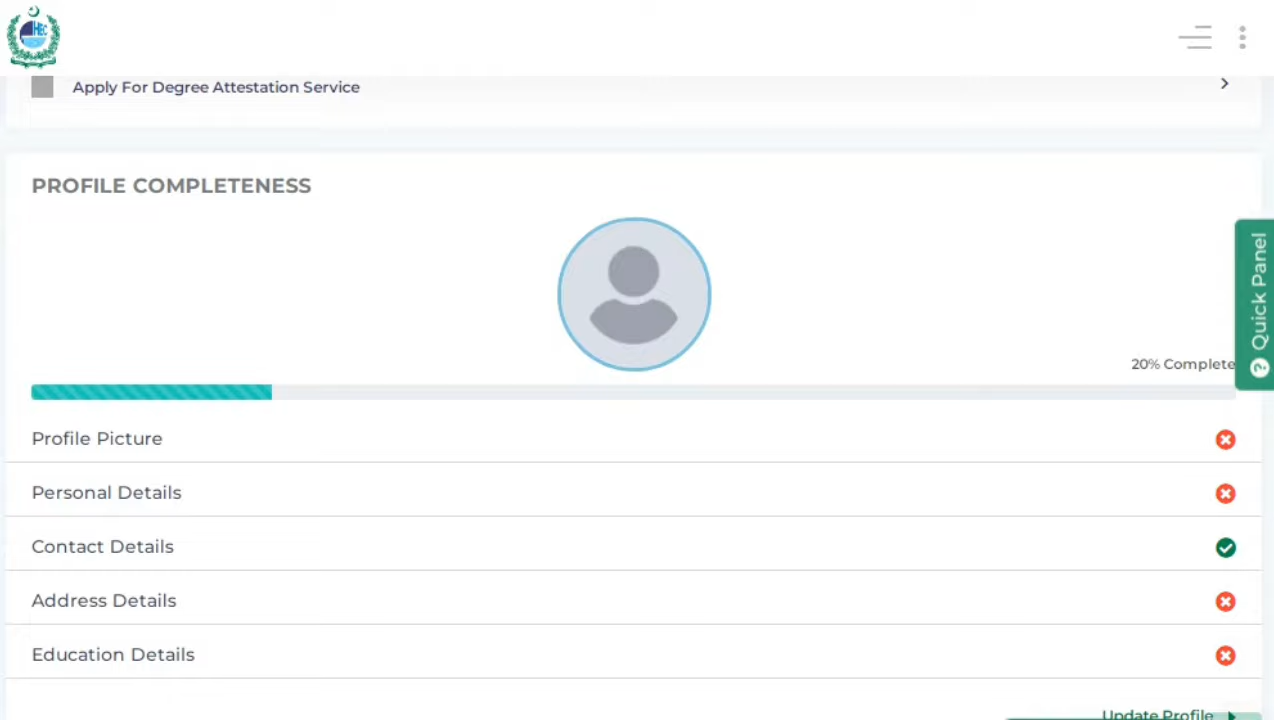 HEC
Apply For Degree Attestation Service
PROFILE COMPLETENESS
20% Complete
Profile Picture
Personal Details
Contact Details
Address Details
Education Details
Update Profile
Quick Panel